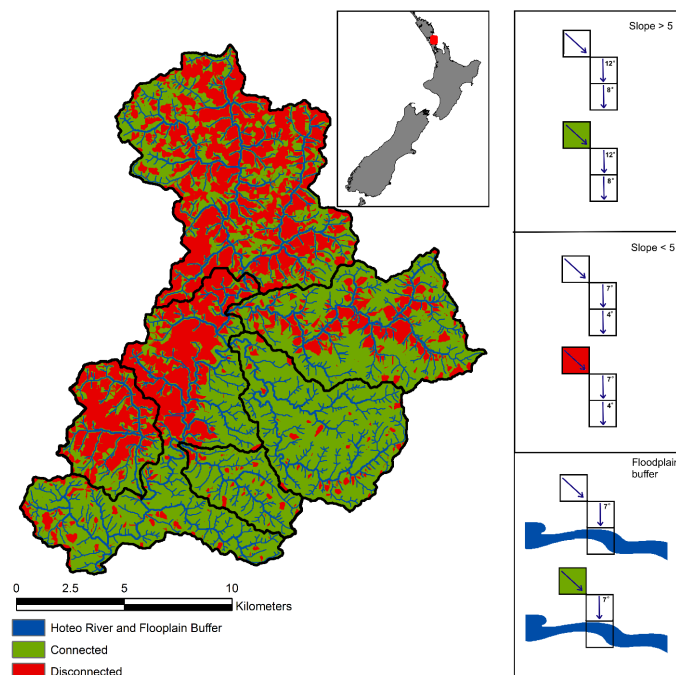 Slope > 5
12°
8°
12°
8°
Slope < 5
7°
4°
7°
4°
Floodplain
buffer
7°
7°
0 2.5 5 10
Kilometers
Hoteo River and Flooplain Buffer
Connected
Disconnected